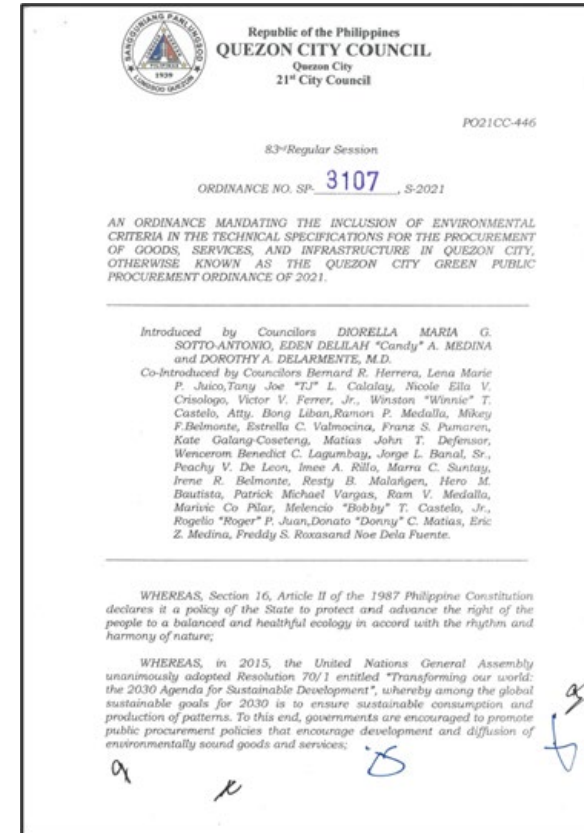 SANGGUNIANG PANLUNGSOD
PILIPINAS
1939
LUNGSOD QUEZON
Republic of the Philippines
QUEZON CITY COUNCIL
Quezon City
21st City Council
PO21CC-446
83rd Regular Session
ORDINANCE NO. SP- 3107 , S-2021
AN ORDINANCE MANDATING THE INCLUSION OF ENVIRONMENTAL
CRITERIA IN THE TECHNICAL SPECIFICATIONS FOR THE PROCUREMENT
OF GOODS, SERVICES, AND INFRASTRUCTURE IN QUEZON CITY,
OTHERWISE KNOWN AS THE QUEZON CITY GREEN PUBLIC
PROCUREMENT ORDINANCE OF 2021.
Introduced by Councilors DIORELLA MARIA G.
SOTTO-ANTONIO, EDEN DELILAH "Candy" A. MEDINA
and DOROTHY A. DELARMENTE, M.D.
Co-Introduced by Councilors Bernard R. Herrera, Lena Marie
P. Juico,Tany Joe "TJ" L. Calalay, Nicole Ella V.
Crisologo, Victor V. Ferrer, Jr., Winston "Winnie" T.
Castelo, Atty. Bong Liban,Ramon P. Medalla, Mikey
F.Belmonte, Estrella C. Valmocina, Franz S. Pumaren,
Kate Galang-Coseteng, Matias John T. Defensor,
Wencerom Benedict C. Lagumbay, Jorge L. Banal, Sr.,
Peachy V. De Leon, Imee A. Rillo, Marra C. Suntay,
Irene R. Belmonte, Resty B. Malañgen, Hero M.
Bautista, Patrick Michael Vargas, Ram V. Medalla,
Marivic Co Pilar, Melencio "Bobby" T. Castelo, Jr.,
Rogelio "Roger" P. Juan,Donato "Donny" C. Matias, Eric
Z. Medina, Freddy S. Roxasand Noe Dela Fuente.
WHEREAS, Section 16, Article II of the 1987 Philippine Constitution
declares it a policy of the State to protect and advance the right of the
people to a balanced and healthful ecology in accord with the rhythm and
harmony of nature;
WHEREAS, in 2015, the United Nations General Assembly
unanimously adopted Resolution 70/1 entitled "Transforming our world:
the 2030 Agenda for Sustainable Development", whereby among the global
sustainable goals for 2030 is to ensure sustainable consumption and
production of patterns. To this end, governments are encouraged to promote
public procurement policies that encourage development and diffusion of
environmentally sound goods and services;